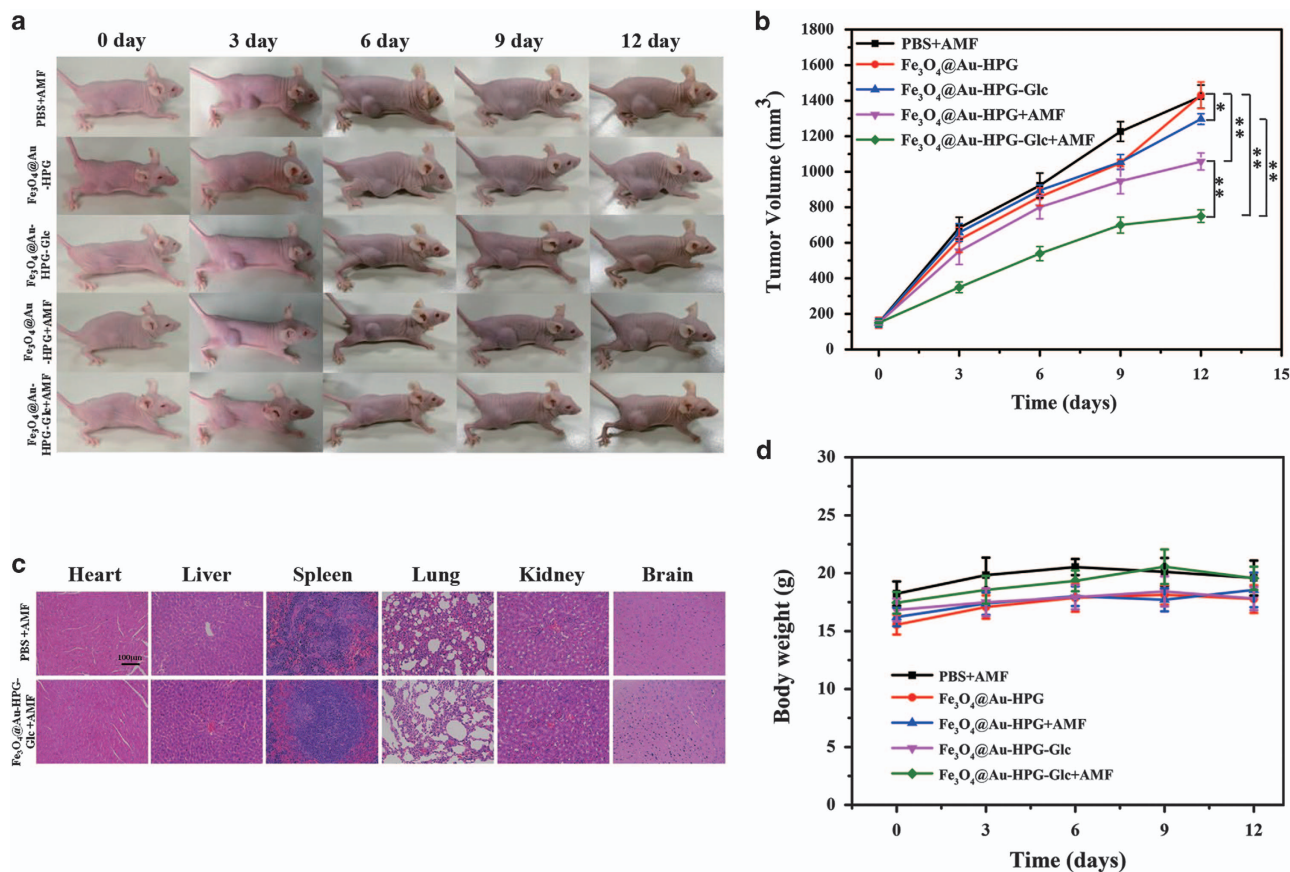 a
0 day 3 day 6 day 9 day 12 day
PBS+AMF
Fe₃O₄@Au
-HPG
Fe₃O₄@Au-
HPG-Glc
Fe₃O₄@Au
-HPG+AMF
Fe₃O₄@Au-
HPG-Glc+AMF
b
1800
1600
1400
1200
1000
800
600
400
200
0
Tumor Volume (mm³)
PBS+AMF
Fe₃O₄@Au-HPG
Fe₃O₄@Au-HPG-Glc
Fe₃O₄@Au-HPG+AMF
Fe₃O₄@Au-HPG-Glc+AMF
*
**
**
**
**
0 3 6 9 12 15
Time (days)
c
Heart Liver Spleen Lung Kidney Brain
PBS+AMF
100μm
Fe₃O₄@Au-HPG-
Glc+AMF
d
30
25
20
15
10
5
0
Body weight (g)
PBS+AMF
Fe₃O₄@Au-HPG
Fe₃O₄@Au-HPG+AMF
Fe₃O₄@Au-HPG-Glc
Fe₃O₄@Au-HPG-Glc+AMF
0 3 6 9 12
Time (days)